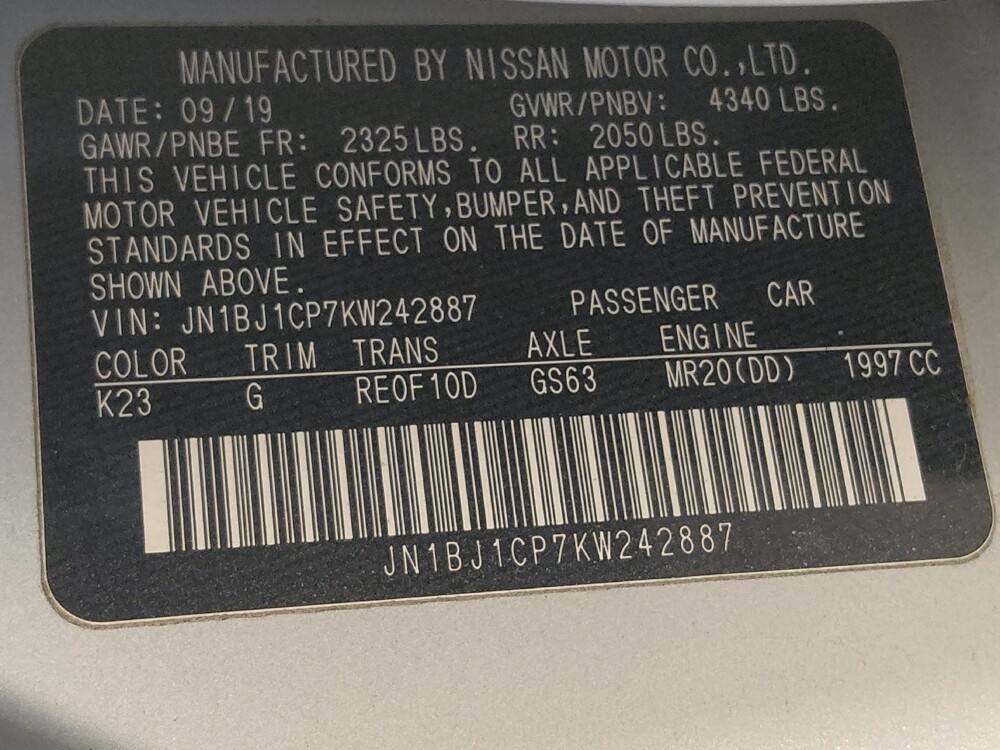 MANUFACTURED BY NISSAN MOTOR CO.,LTD.
DATE: 09/19 GVWR/PNBV: 4340 LBS.
GAWR/PNBE FR: 2325 LBS. RR: 2050 LBS.
THIS VEHICLE CONFORMS TO ALL APPLICABLE FEDERAL
MOTOR VEHICLE SAFETY,BUMPER,AND THEFT PREVENTION
STANDARDS IN EFFECT ON THE DATE OF MANUFACTURE
SHOWN ABOVE.
VIN: JN1BJ1CP7KW242887 PASSENGER CAR
COLOR TRIM TRANS AXLE ENGINE
K23 G RE0F10D GS63 MR20(DD) 1997 CC
JN1BJ1CP7KW242887